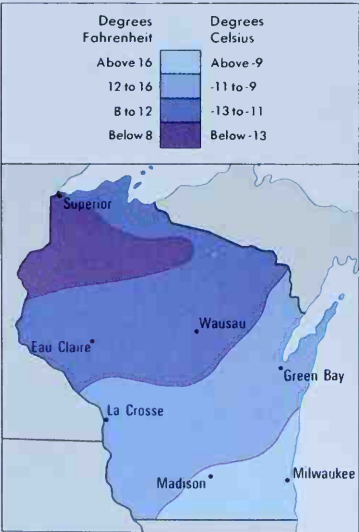 Degrees Fahrenheit
Degrees Celsius
Above 16 Above -9
12 to 16 -11 to -9
8 to 12 -13 to -11
Below 8 Below -13
Superior
Wausau
Eau Claire
Green Bay
La Crosse
Madison
Milwaukee